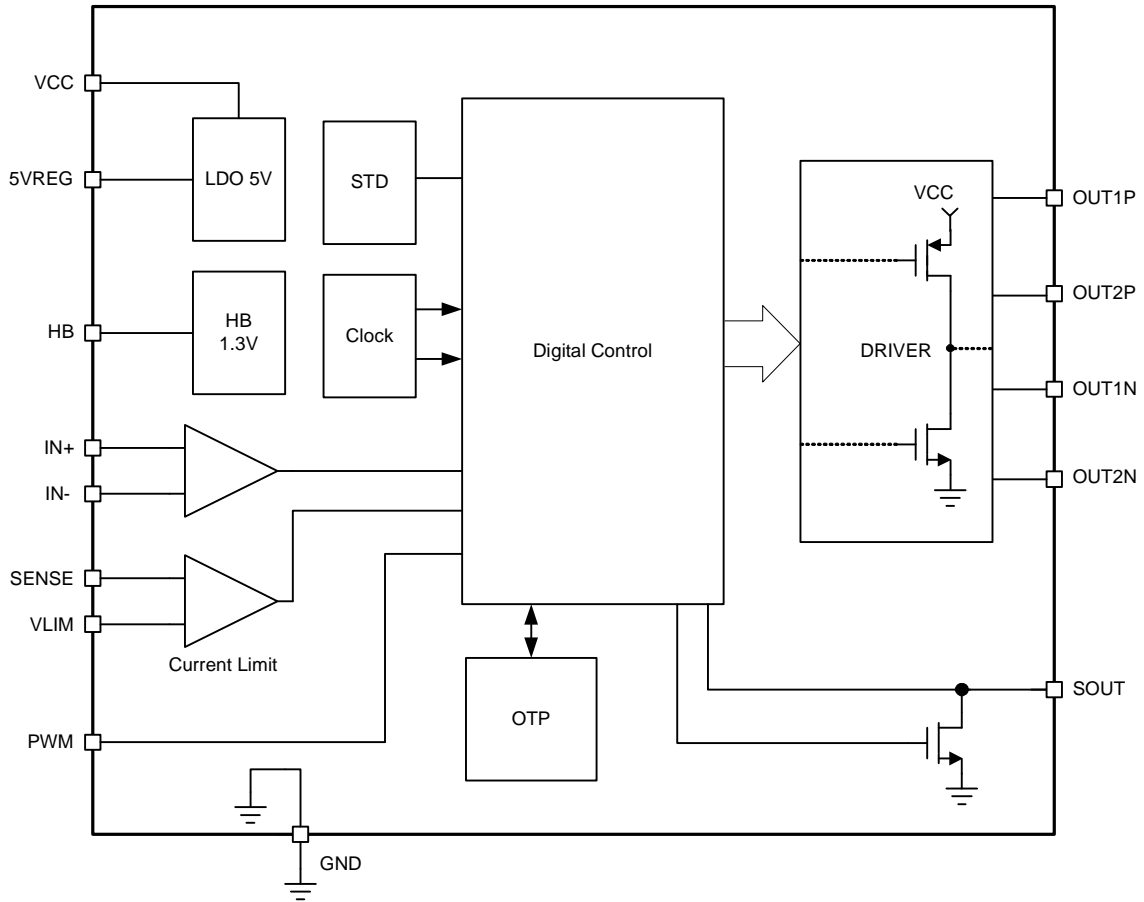 VCC
5VREG
HB
IN+
IN-
SENSE
VLIM
PWM
LDO 5V
STD
HB
1.3V
Clock
Current Limit
Digital Control
OTP
VCC
DRIVER
OUT1P
OUT2P
OUT1N
OUT2N
SOUT
GND